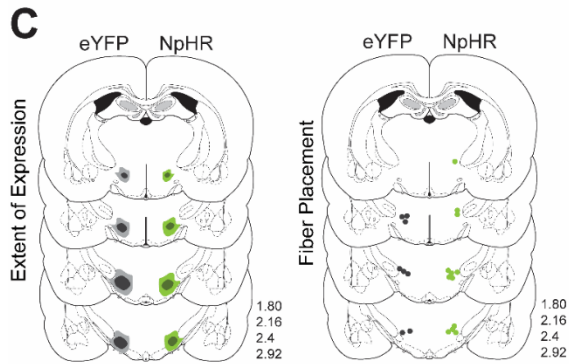 C
eYFP NpHR
Extent of Expression
1.80
2.16
2.4
2.92
eYFP NpHR
Fiber Placement
1.80
2.16
2.4
2.92